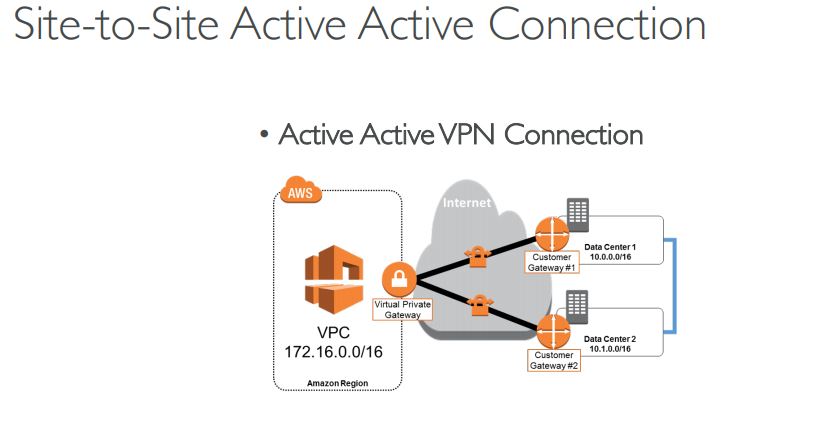 Site-to-Site Active Active Connection
• Active Active VPN Connection
AWS
Internet
Data Center 1
10.0.0.0/16
Customer
Gateway #1
Virtual Private
Gateway
VPC
172.16.0.0/16
Data Center 2
10.1.0.0/16
Customer
Gateway #2
Amazon Region